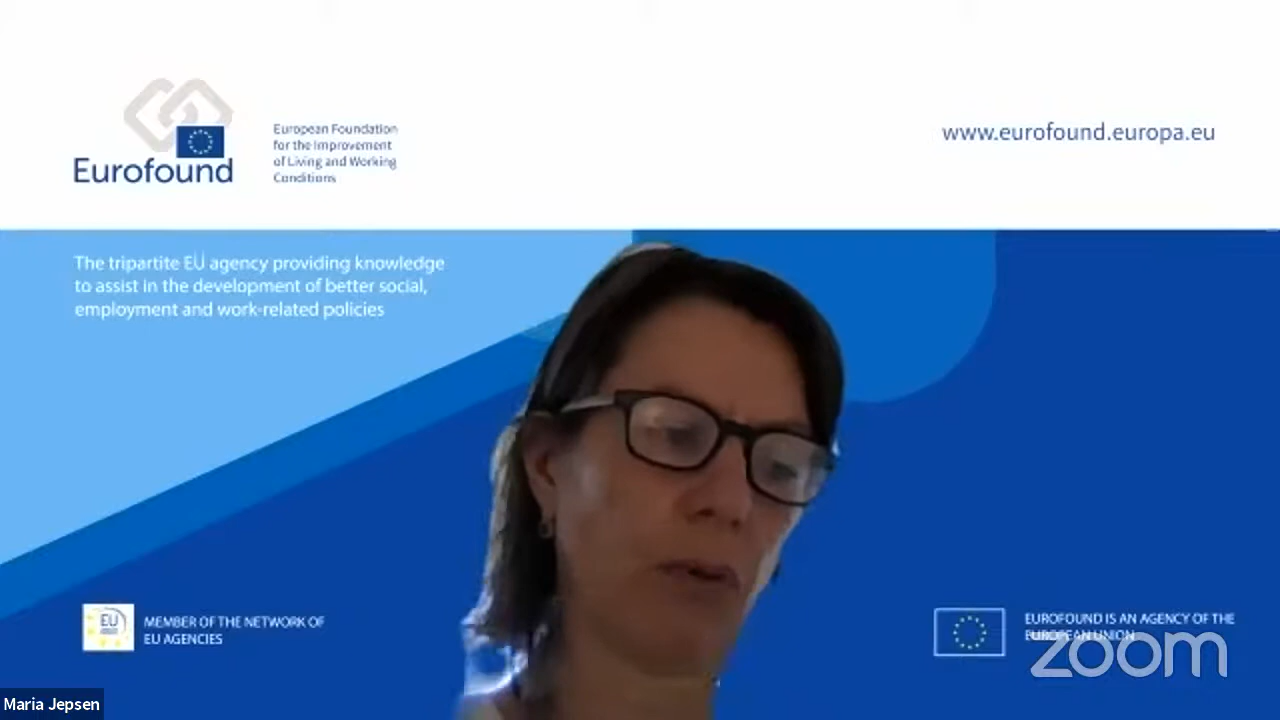 Eurofound
European Foundation
for the Improvement
of Living and Working
Conditions
www.eurofound.europa.eu
The tripartite EU agency providing knowledge
to assist in the development of better social,
employment and work-related policies
EU
MEMBER OF THE NETWORK OF
EU AGENCIES
EUROFOUND IS AN AGENCY OF THE
EUROPEAN UNION
zoom
Maria Jepsen